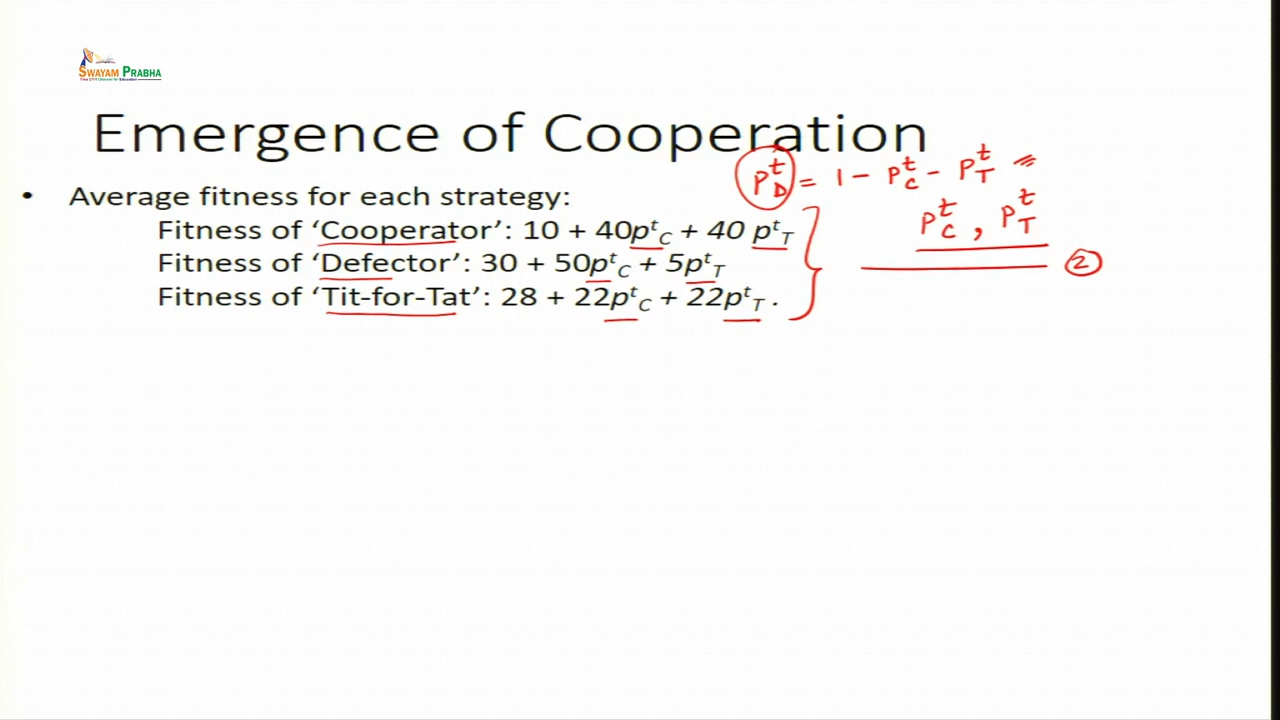 SWAYAM PRABHA
Emergence of Cooperation
p^t_D = 1 - p^t_C - p^t_T =
• Average fitness for each strategy:
p^t_C , p^t_T
Fitness of ‘Cooperator’: 10 + 40p^t_C + 40 p^t_T
Fitness of ‘Defector’: 30 + 50p^t_C + 5p^t_T
2
Fitness of ‘Tit-for-Tat’: 28 + 22p^t_C + 22p^t_T .